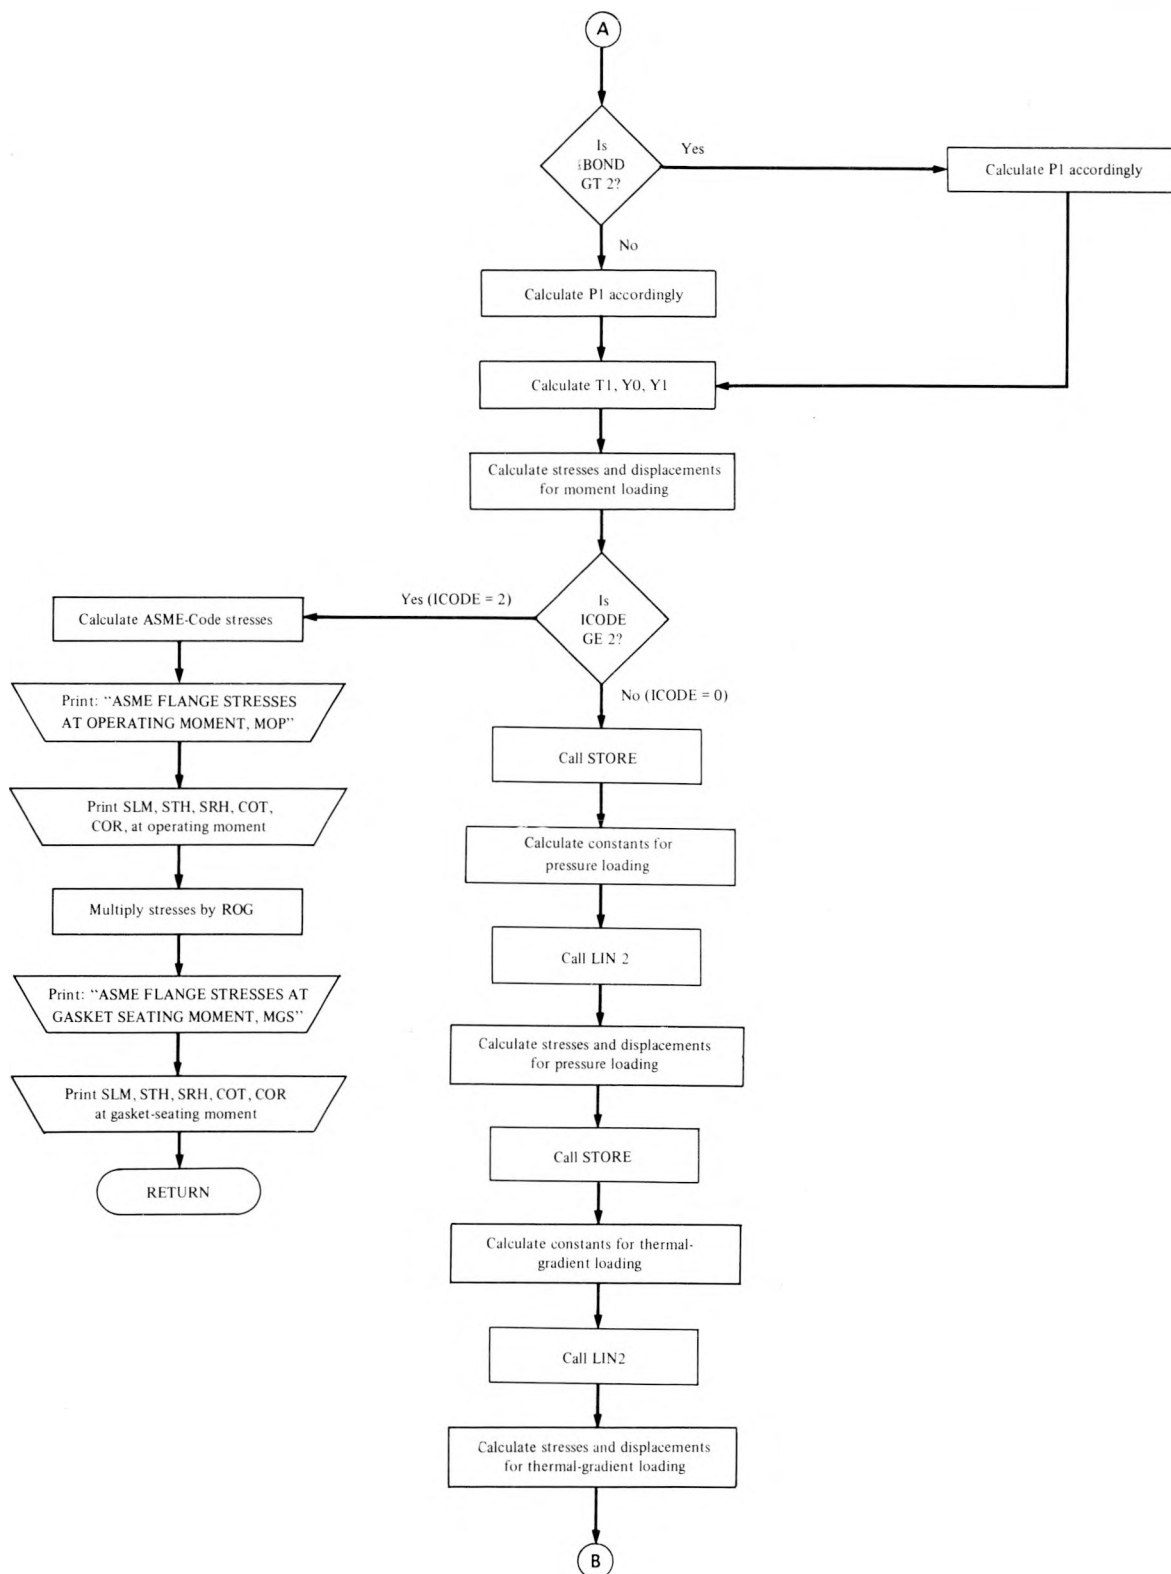 A
Is
IBOND
GT 2?
Yes
Calculate P1 accordingly
No
Calculate P1 accordingly
Calculate T1, Y0, Y1
Calculate stresses and displacements
for moment loading
Is
ICODE
GE 2?
Yes (ICODE = 2)
Calculate ASME-Code stresses
Print: “ASME FLANGE STRESSES
AT OPERATING MOMENT, MOP”
Print SLM, STH, SRH, COT,
COR, at operating moment
Multiply stresses by ROG
Print: “ASME FLANGE STRESSES AT
GASKET SEATING MOMENT, MGS”
Print SLM, STH, SRH, COT, COR
at gasket-seating moment
RETURN
No (ICODE = 0)
Call STORE
Calculate constants for
pressure loading
Call LIN 2
Calculate stresses and displacements
for pressure loading
Call STORE
Calculate constants for thermal-
gradient loading
Call LIN2
Calculate stresses and displacements
for thermal-gradient loading
B